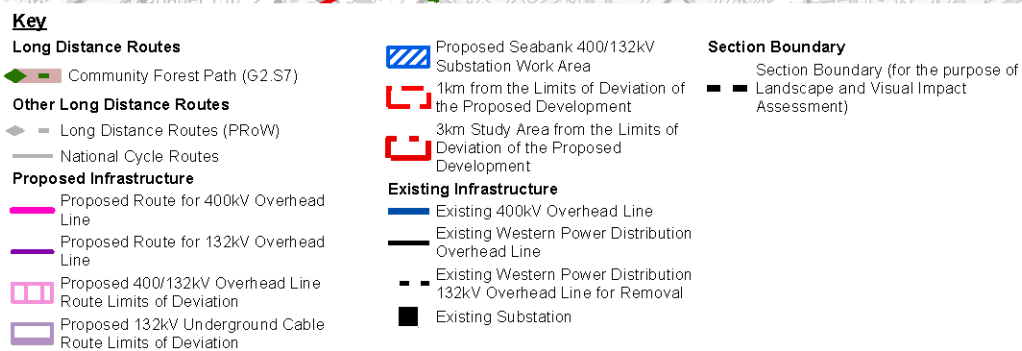 Key
Long Distance Routes
Community Forest Path (G2.S7)
Other Long Distance Routes
Long Distance Routes (PRoW)
National Cycle Routes
Proposed Infrastructure
Proposed Route for 400kV Overhead
Line
Proposed Route for 132kV Overhead
Line
Proposed 400/132kV Overhead Line
Route Limits of Deviation
Proposed 132kV Underground Cable
Route Limits of Deviation
Proposed Seabank 400/132kV
Substation Work Area
1km from the Limits of Deviation of
the Proposed Development
3km Study Area from the Limits of
Deviation of the Proposed
Development
Existing Infrastructure
Existing 400kV Overhead Line
Existing Western Power Distribution
Overhead Line
Existing Western Power Distribution
132kV Overhead Line for Removal
Existing Substation
Section Boundary
Section Boundary (for the purpose of
Landscape and Visual Impact
Assessment)